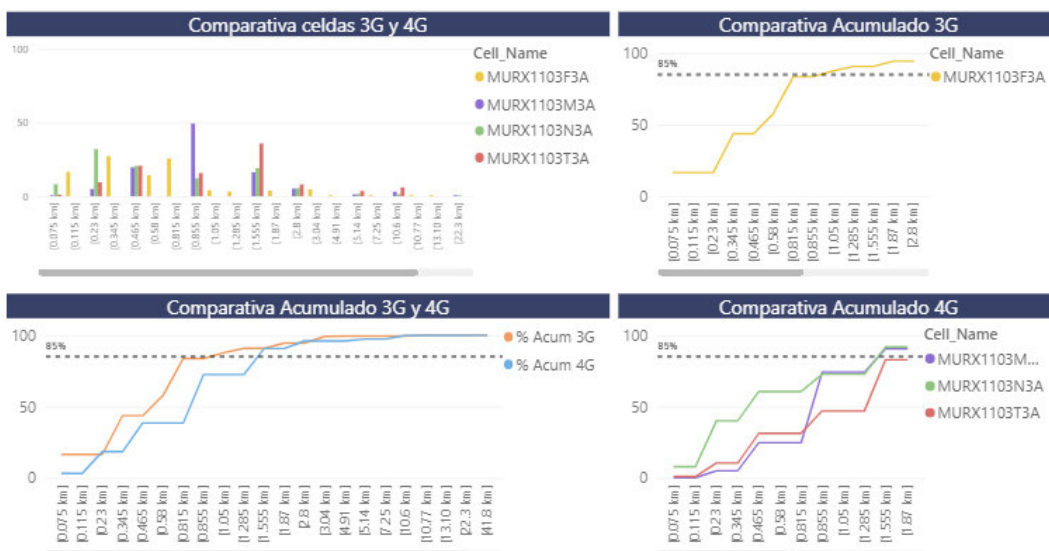 Comparativa celdas 3G y 4G
100
50
0
[0.075 km]
[0.115 km]
[0.23 km]
[0.345 km]
[0.465 km]
[0.58 km]
[0.815 km]
[0.855 km]
[1.05 km]
[1.285 km]
[1.555 km]
[1.87 km]
[2.8 km]
[3.04 km]
[4.91 km]
[5.14 km]
[7.25 km]
[10.6 km]
[10.77 km]
[13.10 km]
[22.3 km]
Cell_Name
MURX1103F3A
MURX1103M3A
MURX1103N3A
MURX1103T3A
Comparativa Acumulado 3G
100
85%
50
0
[0.075 km]
[0.115 km]
[0.23 km]
[0.345 km]
[0.465 km]
[0.58 km]
[0.815 km]
[0.855 km]
[1.05 km]
[1.285 km]
[1.555 km]
[1.87 km]
[2.8 km]
Cell_Name
MURX1103F3A
Comparativa Acumulado 3G y 4G
100
85%
50
0
[0.075 km]
[0.115 km]
[0.23 km]
[0.345 km]
[0.465 km]
[0.58 km]
[0.815 km]
[0.855 km]
[1.05 km]
[1.285 km]
[1.555 km]
[1.87 km]
[2.8 km]
[3.04 km]
[4.91 km]
[5.14 km]
[7.25 km]
[10.6 km]
[10.77 km]
[13.10 km]
[22.3 km]
[41.8 km]
% Acum 3G
% Acum 4G
Comparativa Acumulado 4G
100
85%
50
0
[0.075 km]
[0.115 km]
[0.23 km]
[0.345 km]
[0.465 km]
[0.58 km]
[0.815 km]
[0.855 km]
[1.05 km]
[1.285 km]
[1.555 km]
[1.87 km]
Cell_Name
MURX1103M...
MURX1103N3A
MURX1103T3A